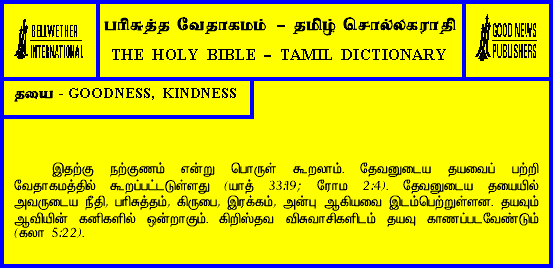 BELLWETHER
INTERNATIONAL
பரிசுத்த வேதாகமம் – தமிழ் சொல்லகராதி
THE HOLY BIBLE – TAMIL DICTIONARY
GOOD NEWS
PUBLISHERS
தயை - GOODNESS, KINDNESS
இதற்கு நற்குணம் என்று பொருள் கூறலாம். தேவனுடைய தயவைப் பற்றி
வேதாகமத்தில் கூறப்பட்டடுள்ளது (யாத் 33:19; ரோம 2:4). தேவனுடைய தயையில்
அவருடைய நீதி, பரிசுத்தம், கிருபை, இரக்கம், அன்பு ஆகியவை இடம்பெற்றுள்ளன. தயவும்
ஆவியின் கனிகளில் ஒன்றாகும். கிறிஸ்தவ விசுவாசிகளிடம் தயவு காணப்படவேண்டும்
(கலா 5:22).